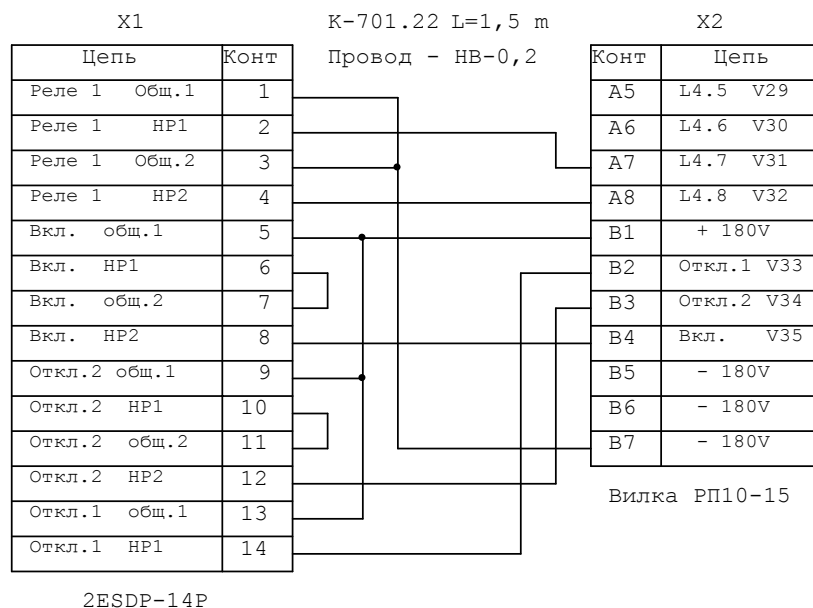 X1 К-701.22 L=1,5 m X2
Цепь Конт Провод - НВ-0,2 Конт Цепь
Реле 1 Общ.1 1 A5 L4.5 V29
Реле 1 НР1 2 A6 L4.6 V30
Реле 1 Общ.2 3 A7 L4.7 V31
Реле 1 НР2 4 A8 L4.8 V32
Вкл. общ.1 5 B1 + 180V
Вкл. НР1 6 B2 Откл.1 V33
Вкл. общ.2 7 B3 Откл.2 V34
Вкл. НР2 8 B4 Вкл. V35
Откл.2 общ.1 9 B5 - 180V
Откл.2 НР1 10 B6 - 180V
Откл.2 общ.2 11 B7 - 180V
Откл.2 НР2 12
Вилка РП10-15
Откл.1 общ.1 13
Откл.1 НР1 14
2ESDP-14P